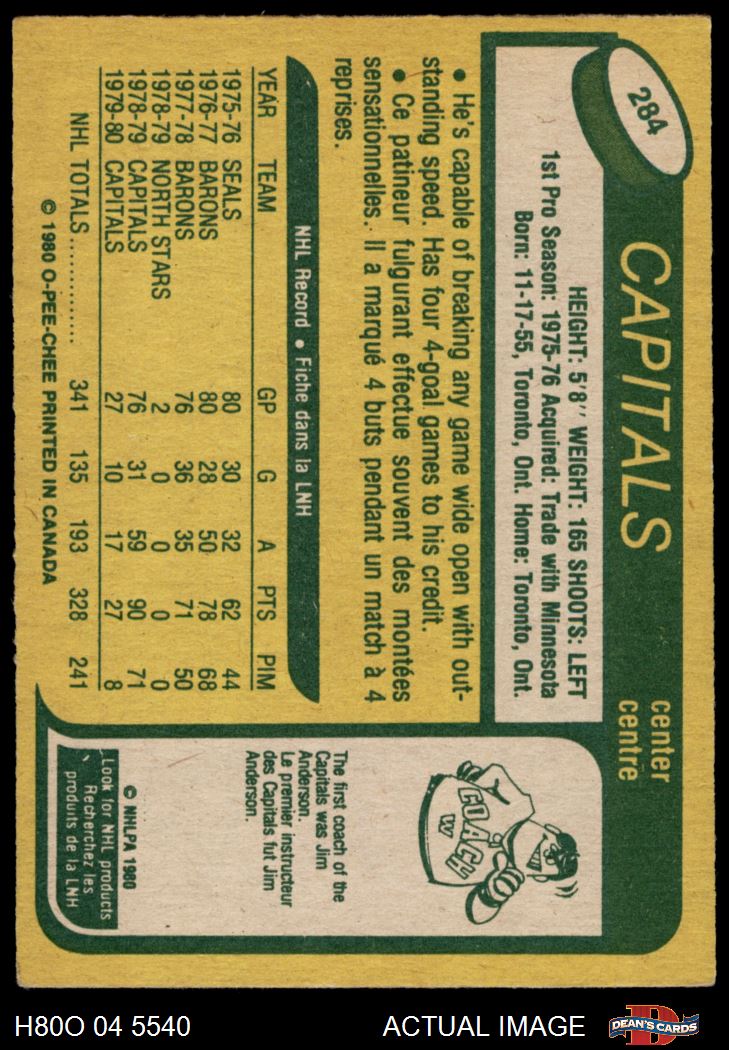 284
CAPITALS
center
centre
HEIGHT: 5'8" WEIGHT: 165 SHOOTS: LEFT
1st Pro Season: 1975-76 Acquired: Trade with Minnesota
Born: 11-17-55, Toronto, Ont. Home: Toronto, Ont.
• He's capable of breaking any game wide open with out-
standing speed. Has four 4-goal games to his credit.
• Ce patineur fulgurant effectue souvent des montées
sensationnelles. Il a marqué 4 buts pendant un match à 4
reprises.
NHL Record • Fiche dans la LNH
YEAR TEAM GP G A PTS PIM
1975-76 SEALS 80 30 32 62 44
1976-77 BARONS 80 28 50 78 68
1977-78 BARONS 76 36 35 71 50
1978-79 NORTH STARS 2 0 0 0 0
1978-79 CAPITALS 76 31 59 90 71
1979-80 CAPITALS 27 10 17 27 8
NHL TOTALS .............. 341 135 193 328 241
© 1980 O-PEE-CHEE PRINTED IN CANADA
COACH
W
The first coach of the
Capitals was Jim
Anderson.
Le premier instructeur
des Capitals fut Jim
Anderson.
© NHLPA 1980
Look for NHL products
Recherchez les
produits de la LNH
H80O 04 5540
ACTUAL IMAGE
DEAN'S CARDS